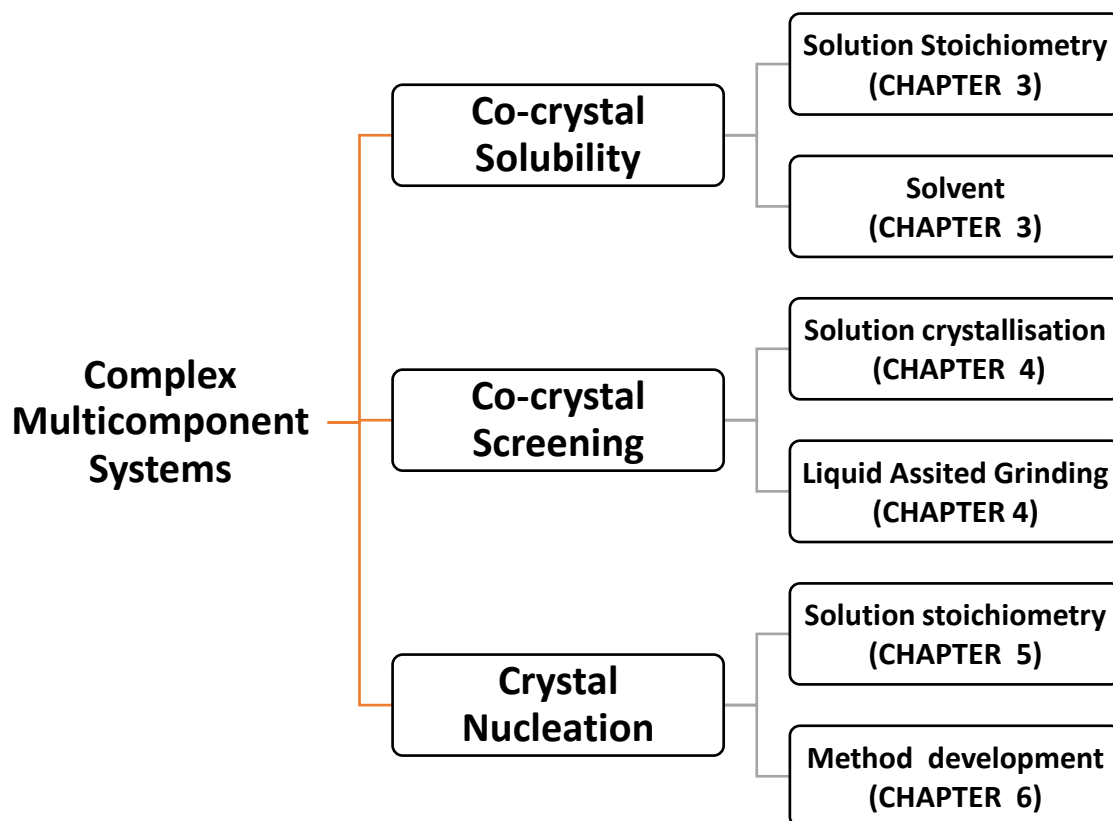 Complex
Multicomponent
Systems
Co-crystal
Solubility
Solution Stoichiometry
(CHAPTER 3)
Solvent
(CHAPTER 3)
Co-crystal
Screening
Solution crystallisation
(CHAPTER 4)
Liquid Assited Grinding
(CHAPTER 4)
Crystal
Nucleation
Solution stoichiometry
(CHAPTER 5)
Method development
(CHAPTER 6)